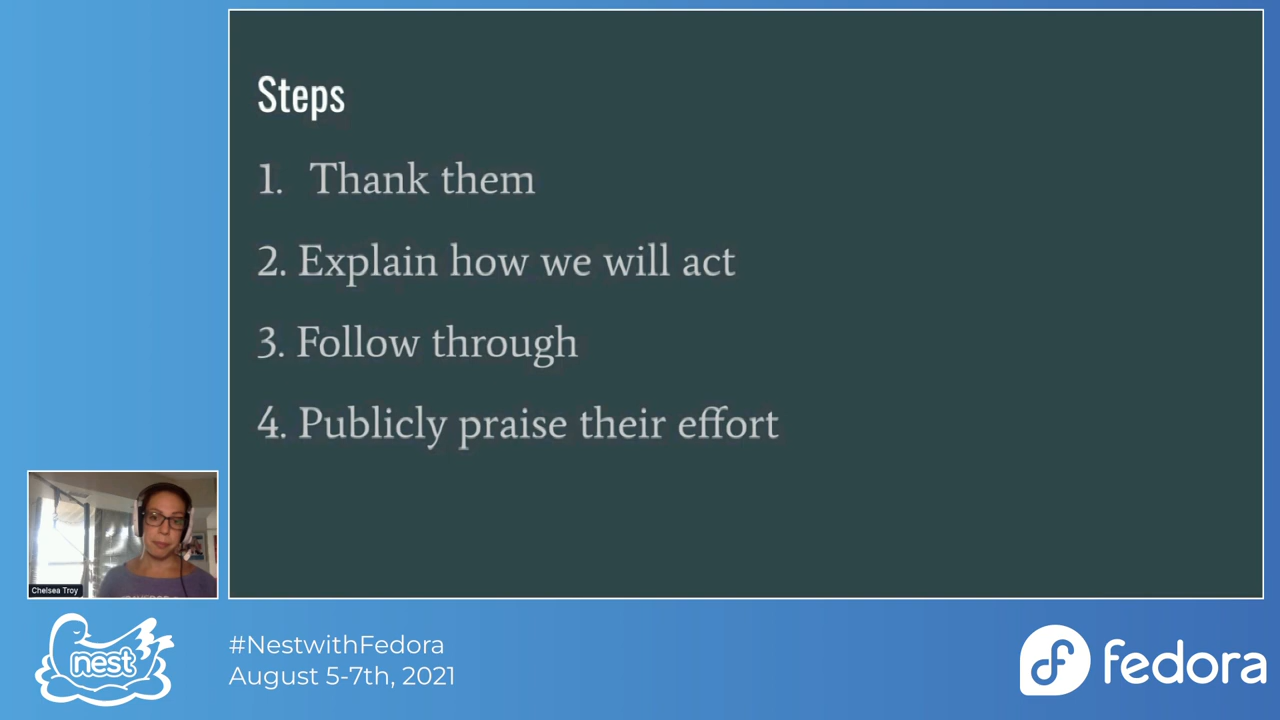 Steps
1. Thank them
2. Explain how we will act
3. Follow through
4. Publicly praise their effort
Chelsea Troy
nest
#NestwithFedora
August 5-7th, 2021
fedora